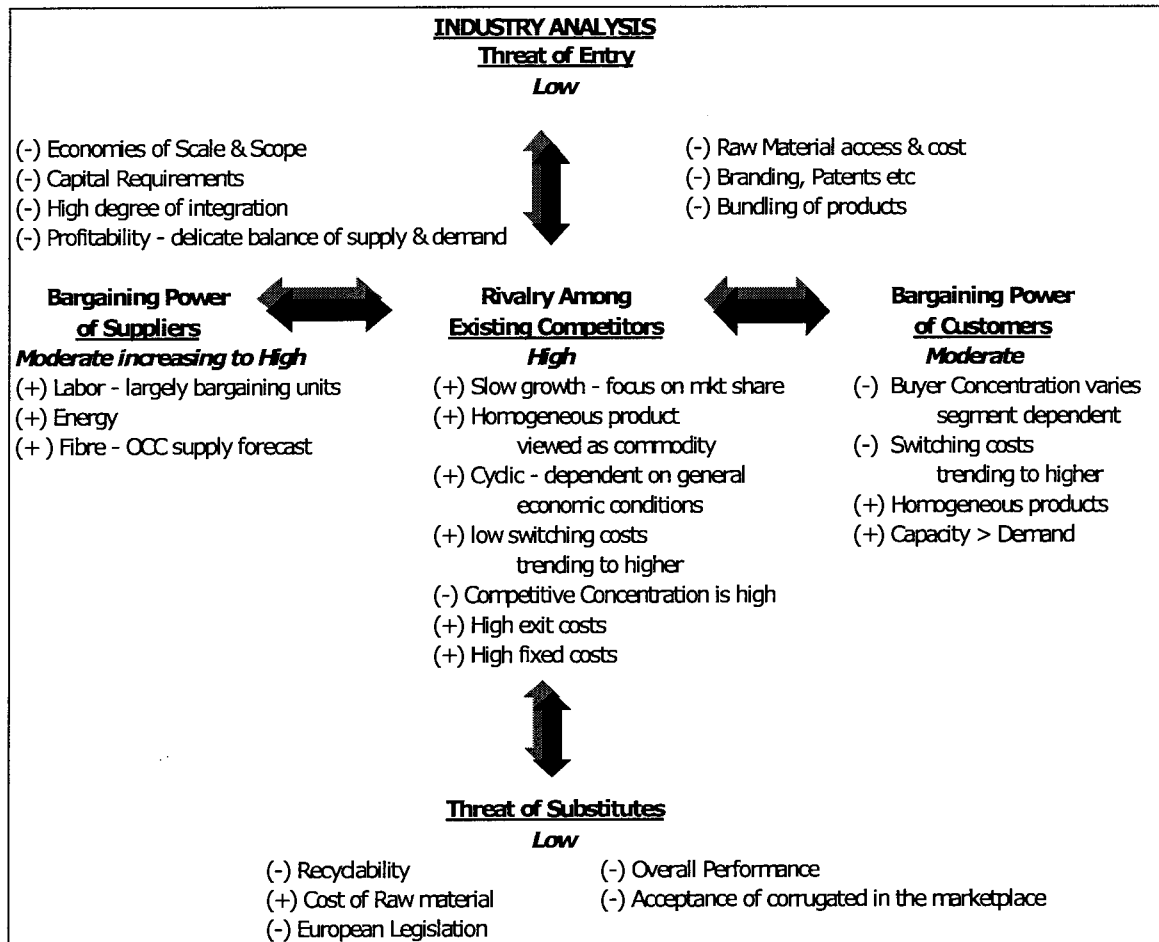 INDUSTRY ANALYSIS
Threat of Entry
Low
(-) Economies of Scale & Scope
(-) Capital Requirements
(-) High degree of integration
(-) Profitability - delicate balance of supply & demand
(-) Raw Material access & cost
(-) Branding, Patents etc
(-) Bundling of products
Bargaining Power
of Suppliers
Moderate increasing to High
(+) Labor - largely bargaining units
(+) Energy
(+ ) Fibre - OCC supply forecast
Rivalry Among
Existing Competitors
High
(+) Slow growth - focus on mkt share
(+) Homogeneous product
viewed as commodity
(+) Cyclic - dependent on general
economic conditions
(+) low switching costs
trending to higher
(-) Competitive Concentration is high
(+) High exit costs
(+) High fixed costs
Bargaining Power
of Customers
Moderate
(-) Buyer Concentration varies
segment dependent
(-) Switching costs
trending to higher
(+) Homogeneous products
(+) Capacity > Demand
Threat of Substitutes
Low
(-) Recyclability
(+) Cost of Raw material
(-) European Legislation
(-) Overall Performance
(-) Acceptance of corrugated in the marketplace